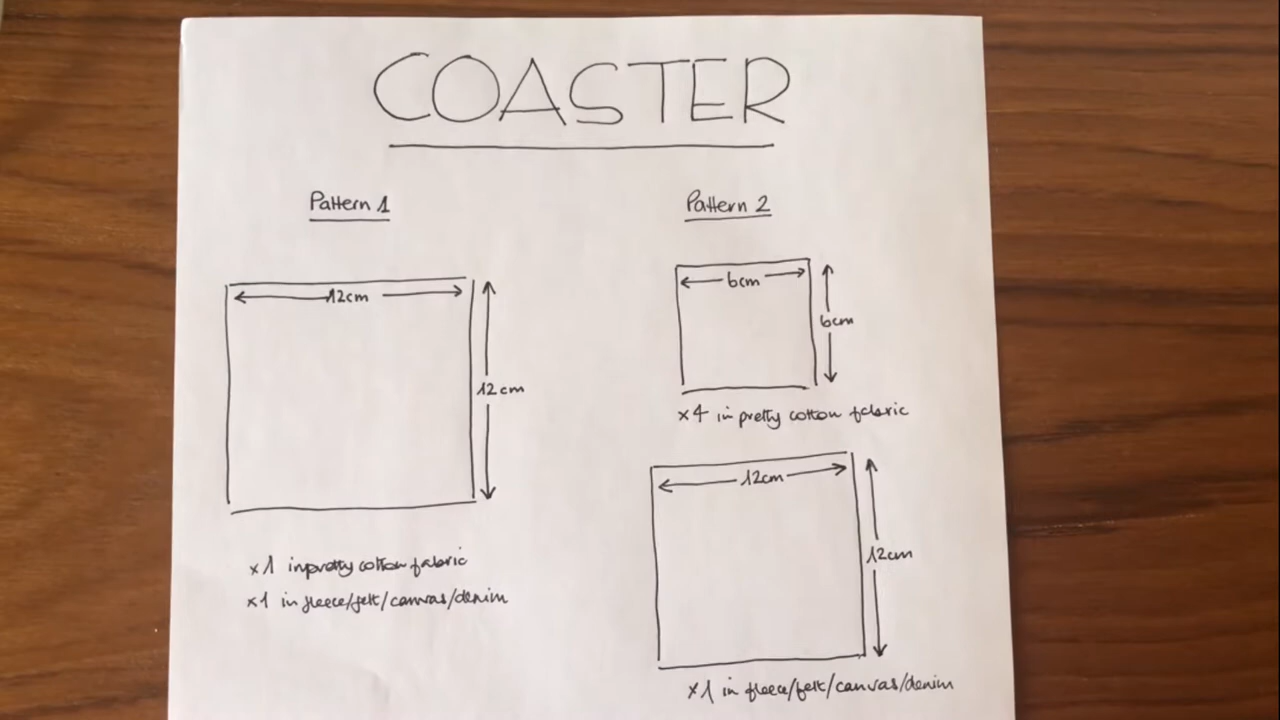 COASTER
Pattern 1
12cm
12cm
x1 in pretty cotton fabric
x1 in fleece/felt/canvas/denim
Pattern 2
6cm
6cm
x4 in pretty cotton fabric
12cm
12cm
x1 in fleece/felt/canvas/denim